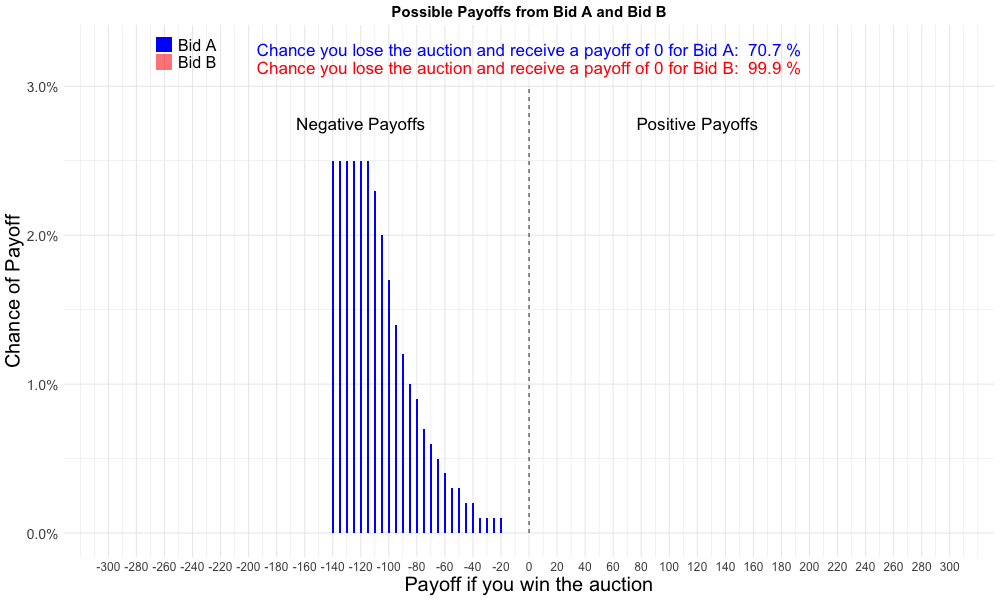 Possible Payoffs from Bid A and Bid B
Bid A
Bid B
Chance you lose the auction and receive a payoff of 0 for Bid A: 70.7 %
Chance you lose the auction and receive a payoff of 0 for Bid B: 99.9 %
Negative Payoffs
Positive Payoffs
Chance of Payoff
3.0%
2.0%
1.0%
0.0%
-300 -280 -260 -240 -220 -200 -180 -160 -140 -120 -100 -80 -60 -40 -20 0 20 40 60 80 100 120 140 160 180 200 220 240 260 280 300
Payoff if you win the auction